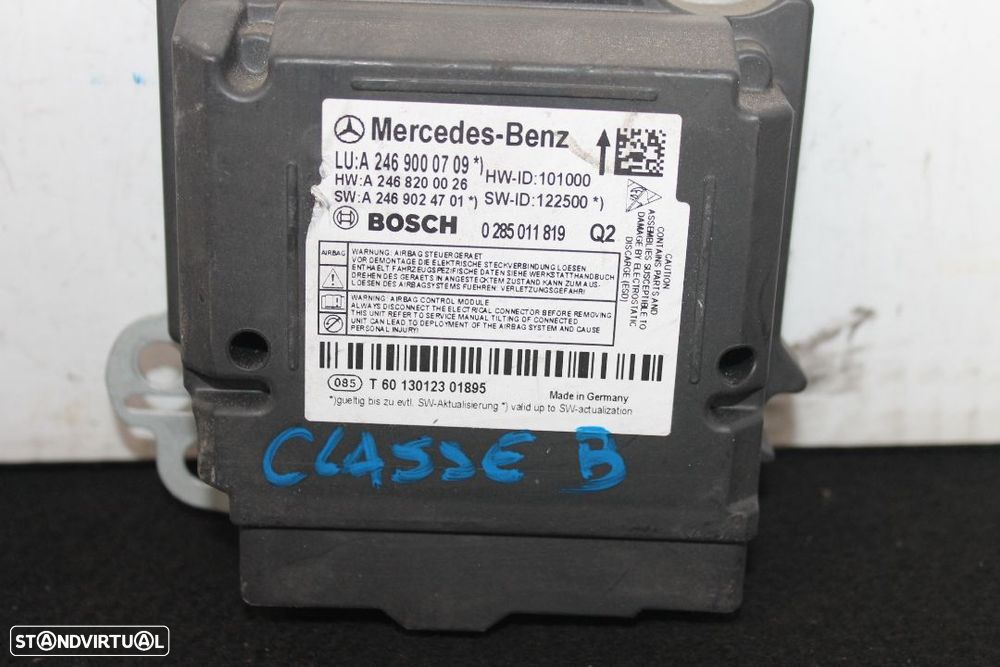 Mercedes-Benz
LU:A 246 900 07 09 *)
HW:A 246 820 00 26
SW:A 246 902 47 01 *)
HW-ID:101000
SW-ID:122500 *)
BOSCH 0 285 011 819 Q2
AIRBAG
WARNUNG: AIRBAG STEUERGERAET
VOR DEMONTAGE DIE ELEKTRISCHE STECKVERBINDUNG LOESEN
ENTHAELT FAHRZEUGSPEZIFISCHE DATEN SIEHE WERKSTATTHANDBUCH
DREHEN DES GERAETS IN ANGESTECKTEM ZUSTAND KANN ZUM AUS-
LOESEN DES AIRBAGSYSTEMS FUEHREN: VERLETZUNGSGEFAHR!
WARNING: AIRBAG CONTROL MODULE
ALWAYS DISCONNECT THE ELECTRICAL CONNECTOR BEFORE REMOVING
THIS UNIT REFER TO SERVICE MANUAL TILTING OF CONNECTED
UNIT CAN LEAD TO DEPLOYMENT OF THE AIRBAG SYSTEM AND CAUSE
PERSONAL INJURY!
CAUTION
CONTAINS PARTS AND
ASSEMBLIES SUSCEPTIBLE TO
DAMAGE BY ELECTROSTATIC
DISCHARGE (ESD)
085 T 60 130123 01895
Made in Germany
*)gueltig bis zu evtl. SW-Aktualisierung *) valid up to SW-actualization
CLASSE B
STANDVIRTUAL